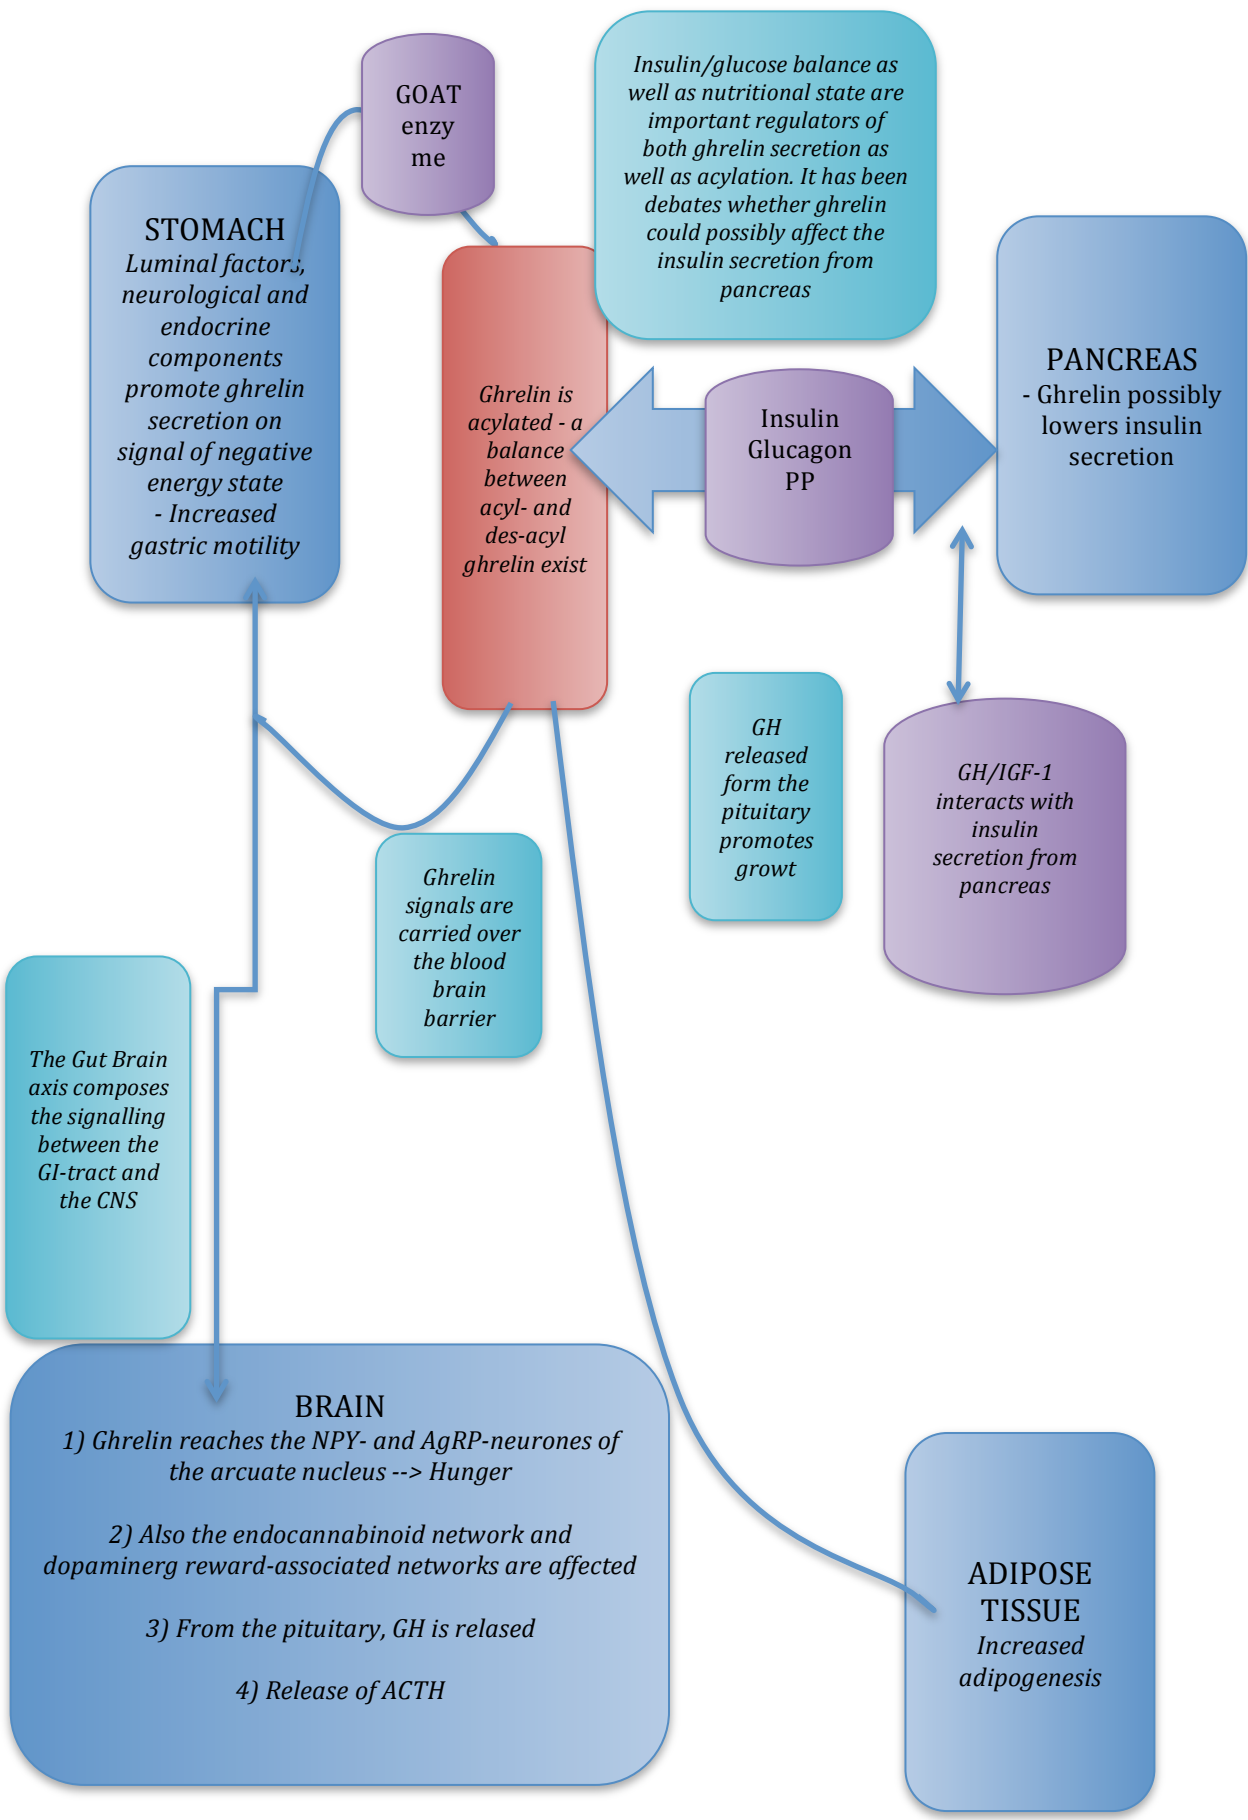 GOAT
enzy
me
Insulin/glucose balance as
well as nutritional state are
important regulators of
both ghrelin secretion as
well as acylation. It has been
debates whether ghrelin
could possibly affect the
insulin secretion from
pancreas
STOMACH
Luminal factors,
neurological and
endocrine
components
promote ghrelin
secretion on
signal of negative
energy state
- Increased
gastric motility
Ghrelin is
acylated - a
balance
between
acyl- and
des-acyl
ghrelin exist
Insulin
Glucagon
PP
PANCREAS
- Ghrelin possibly
lowers insulin
secretion
GH
released
form the
pituitary
promotes
growt
GH/IGF-1
interacts with
insulin
secretion from
pancreas
Ghrelin
signals are
carried over
the blood
brain
barrier
The Gut Brain
axis composes
the signalling
between the
GI-tract and
the CNS
BRAIN
1) Ghrelin reaches the NPY- and AgRP-neurones of
the arcuate nucleus --> Hunger
2) Also the endocannabinoid network and
dopaminerg reward-associated networks are affected
3) From the pituitary, GH is relased
4) Release of ACTH
ADIPOSE
TISSUE
Increased
adipogenesis